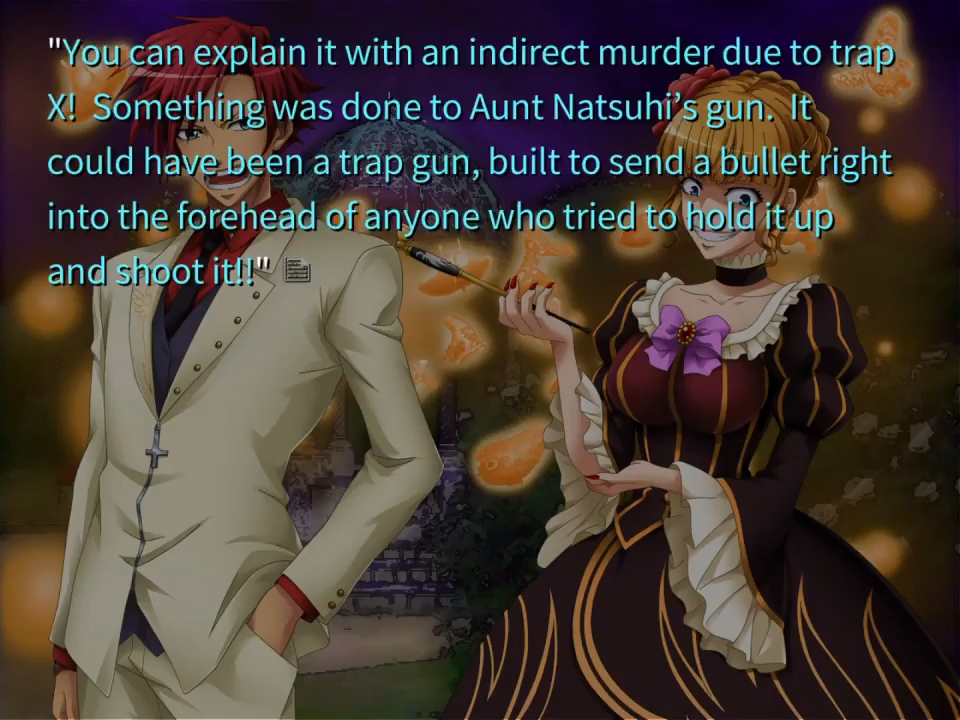 "You can explain it with an indirect murder due to trap
X!  Something was done to Aunt Natsuhi’s gun.  It
could have been a trap gun, built to send a bullet right
into the forehead of anyone who tried to hold it up
and shoot it!!"